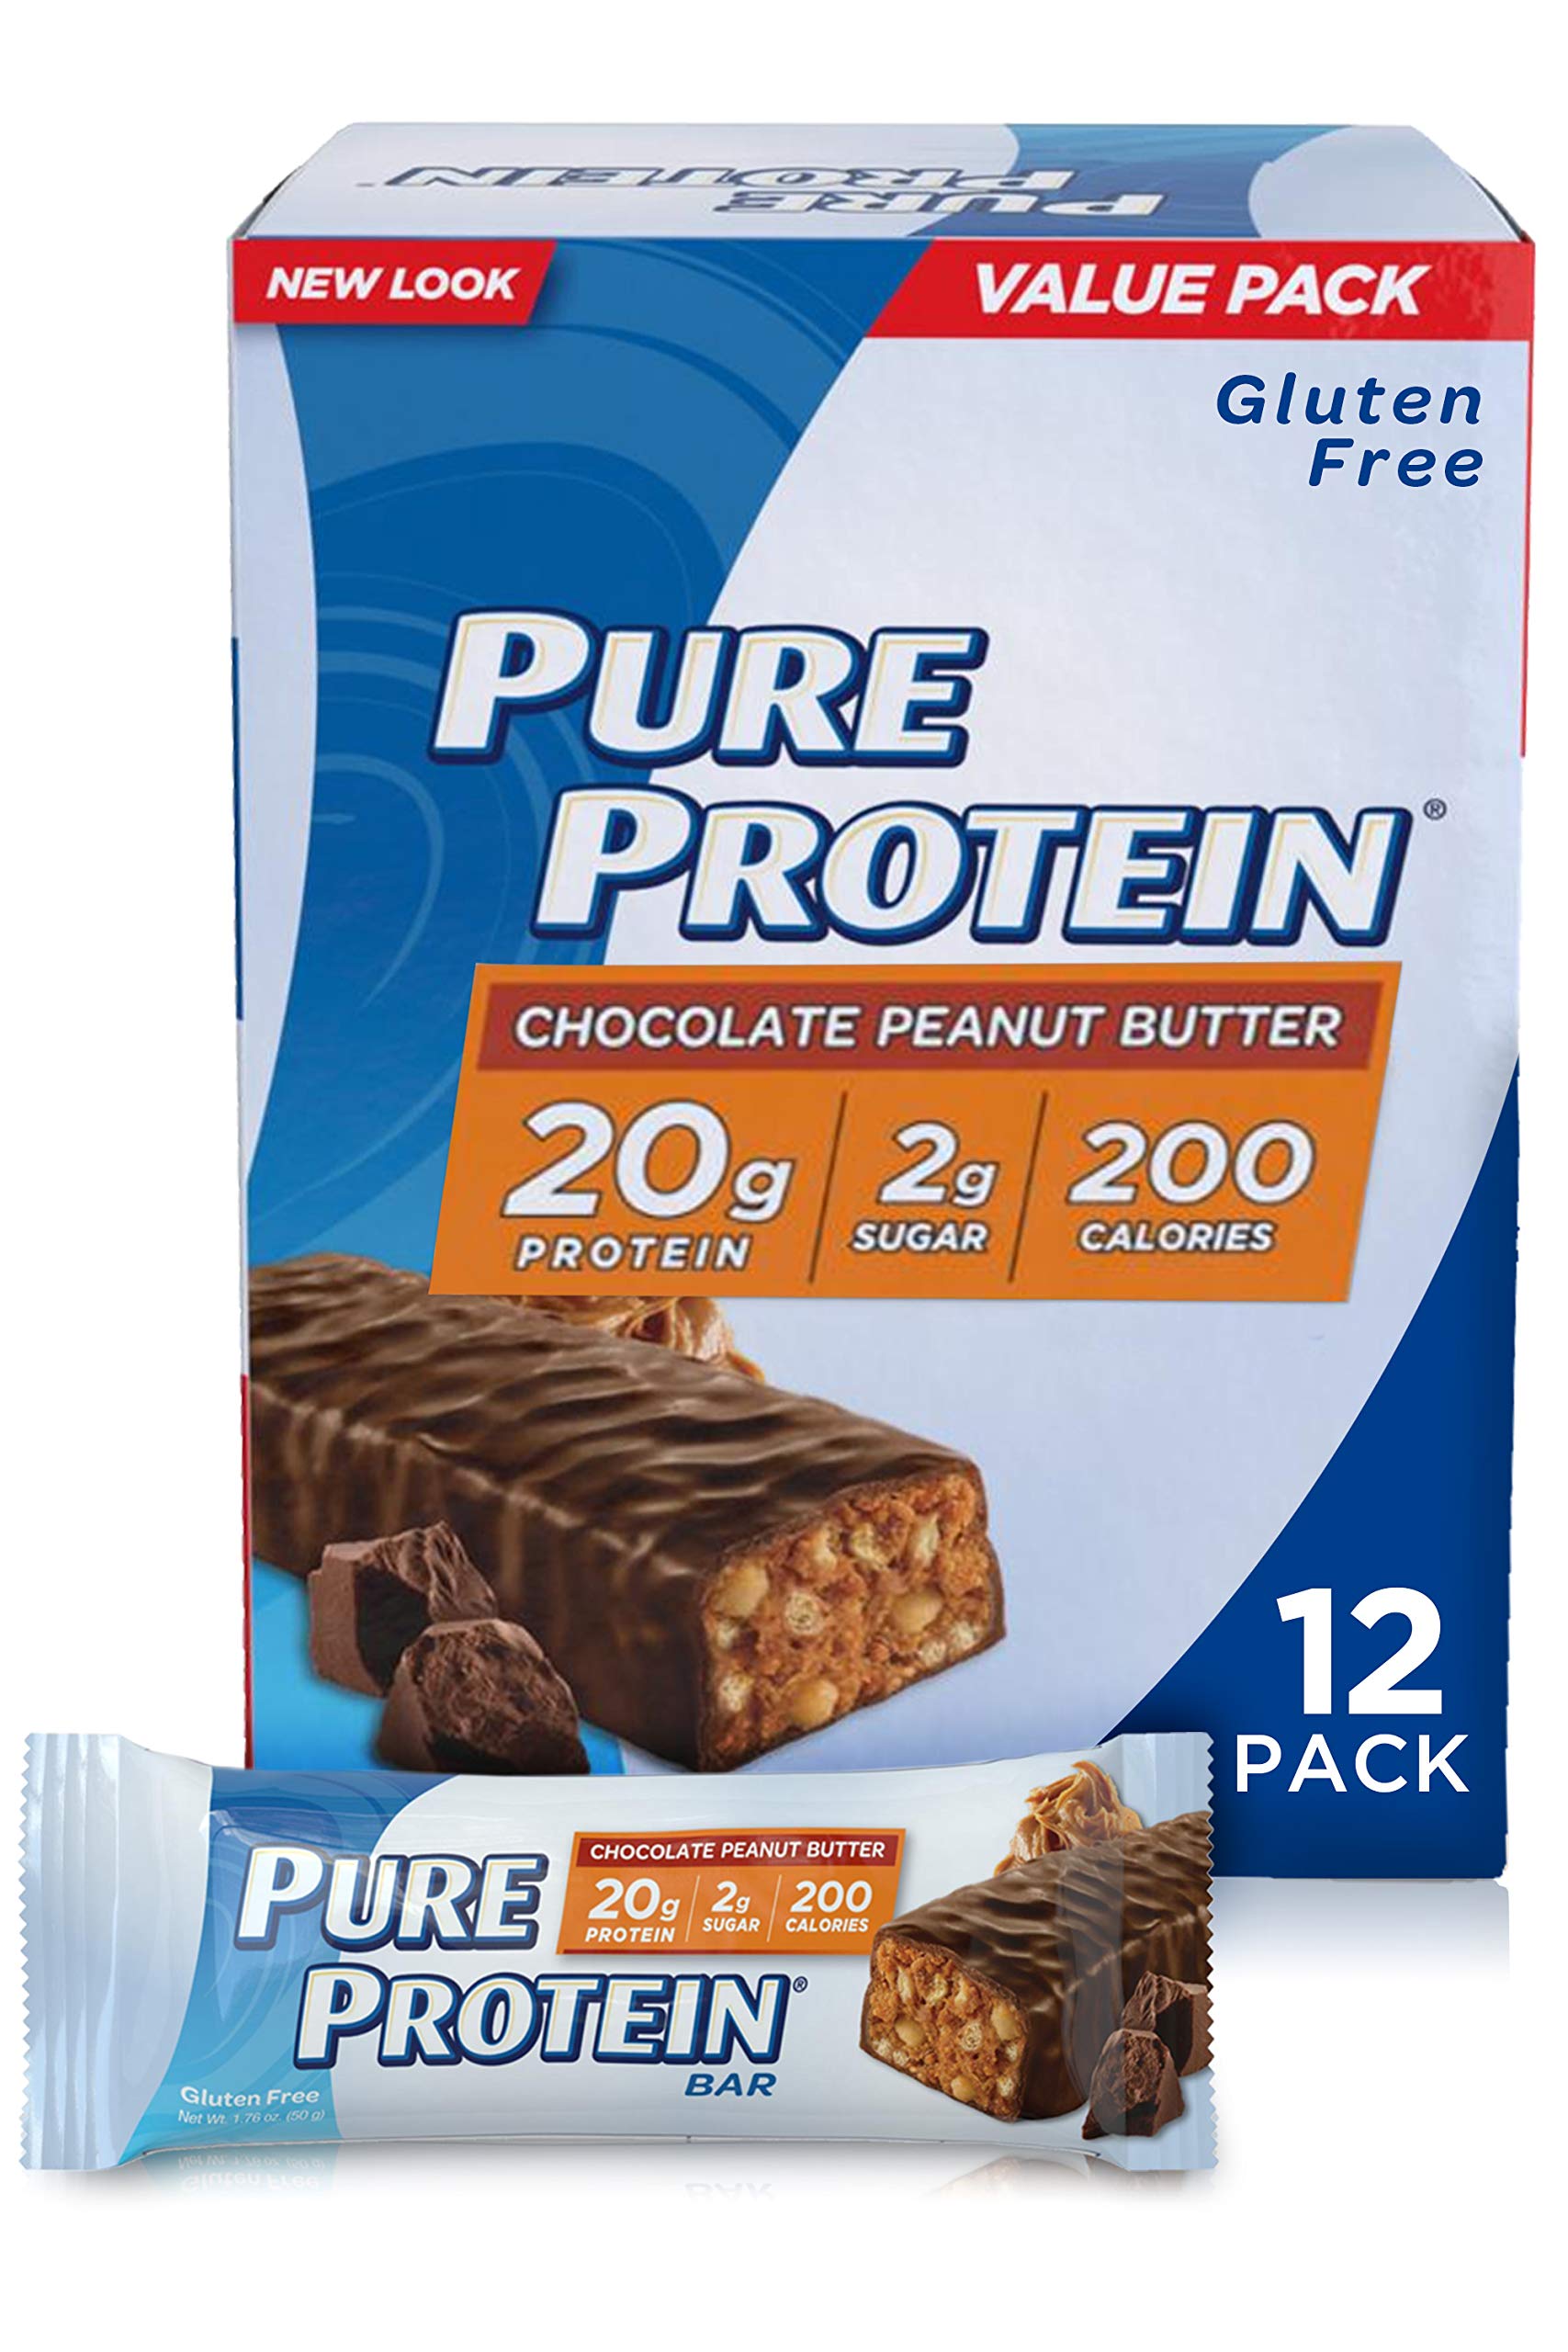 PURE
PROTEIN
NEW LOOK
VALUE PACK
Gluten
Free
PURE
PROTEIN®
CHOCOLATE PEANUT BUTTER
20g
PROTEIN
2g
SUGAR
200
CALORIES
12
PACK
PURE
PROTEIN®
BAR
CHOCOLATE PEANUT BUTTER
20g
PROTEIN
2g
SUGAR
200
CALORIES
Gluten Free
Net Wt. 1.76 oz. (50 g)